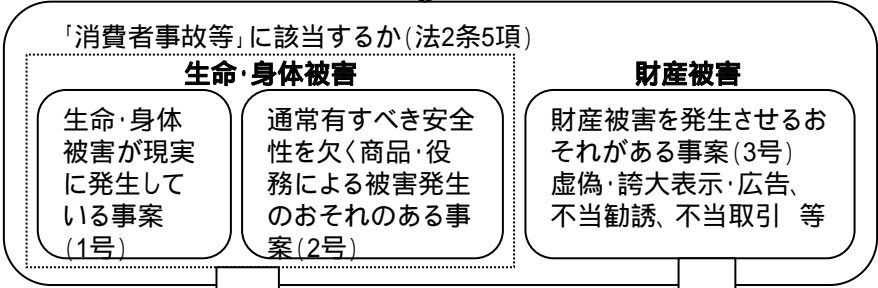 「消費者事故等」に該当するか(法2条5項)
生命・身体被害
財産被害
生命・身体
被害が現実
に発生して
いる事案
(1号)
通常有すべき安全
性を欠く商品・役
務による被害発生
のおそれのある事
案(2号)
財産被害を発生させるお
それがある事案(3号)
虚偽・誇大表示・広告、
不当勧誘、不当取引 等